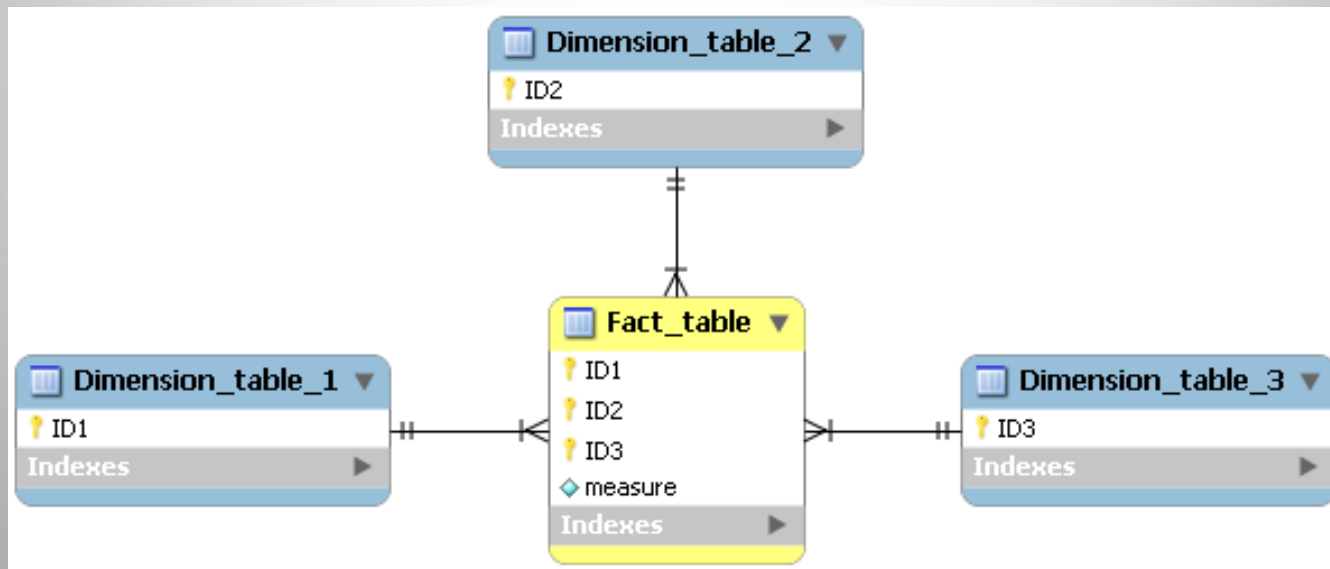 Dimension_table_2
ID2
Indexes
Fact_table
ID1
ID2
ID3
measure
Indexes
Dimension_table_1
ID1
Indexes
Dimension_table_3
ID3
Indexes